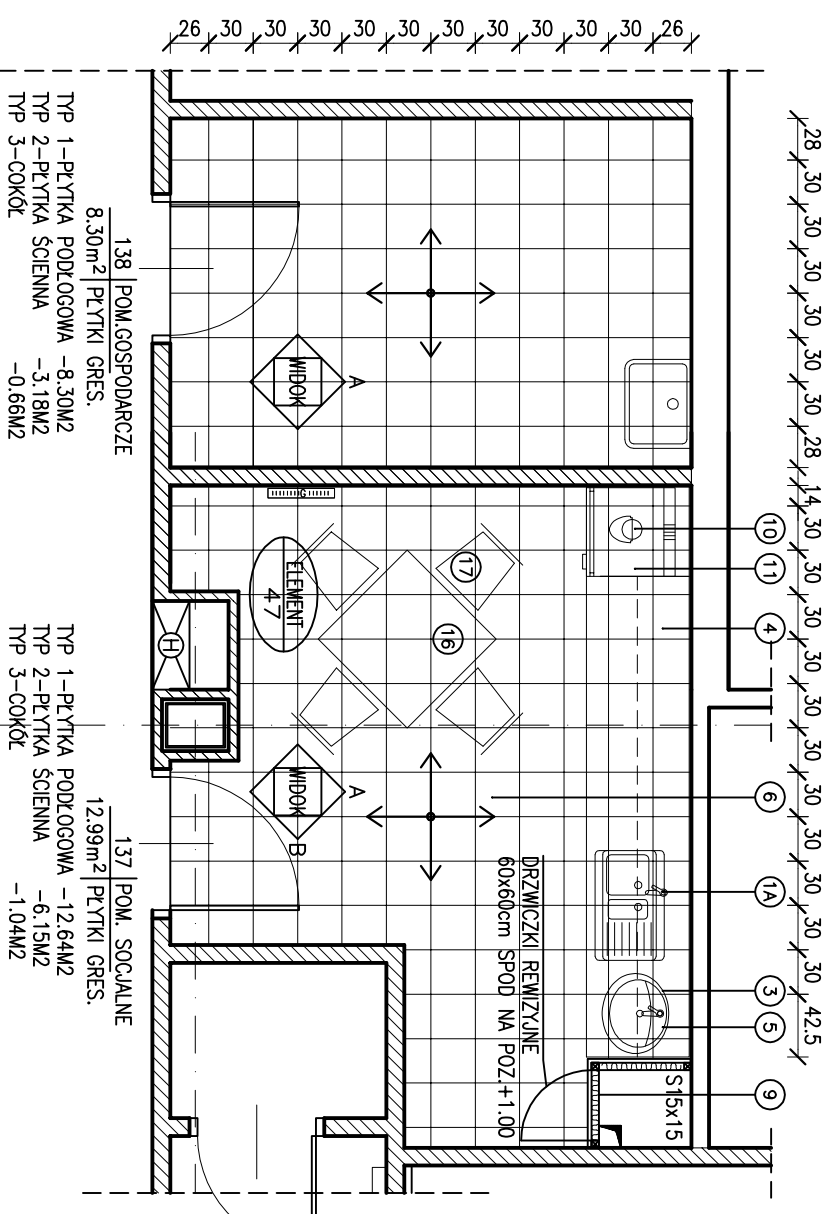 26 30 30 30 30 30 30 30 30 30 30 26
28 30 30 30 30 30 30 28 14 30 30 30 30 30 30 30 30 30 30 30 42.5
138 POM.GOSPODARCZE
8.30m² PŁYTKI GRES.
TYP 1-PŁYTKA PODŁOGOWA -8.30M2
TYP 2-PŁYTKA ŚCIENNA -3.18M2
TYP 3-COKÓŁ -0.66M2
137 POM. SOCJALNE
12.99m² PŁYTKI GRES.
TYP 1-PŁYTKA PODŁOGOWA -12.64M2
TYP 2-PŁYTKA ŚCIENNA -6.15M2
TYP 3-COKÓŁ -1.04M2
WIDOK
A
WIDOK
A
B
ELEMENT
47
G
H
16
17
10
11
4
6
1A
3
5
9
DRZWICZKI REWIZYJNE
60x60cm SPOD NA POZ.+1.00
S15x15